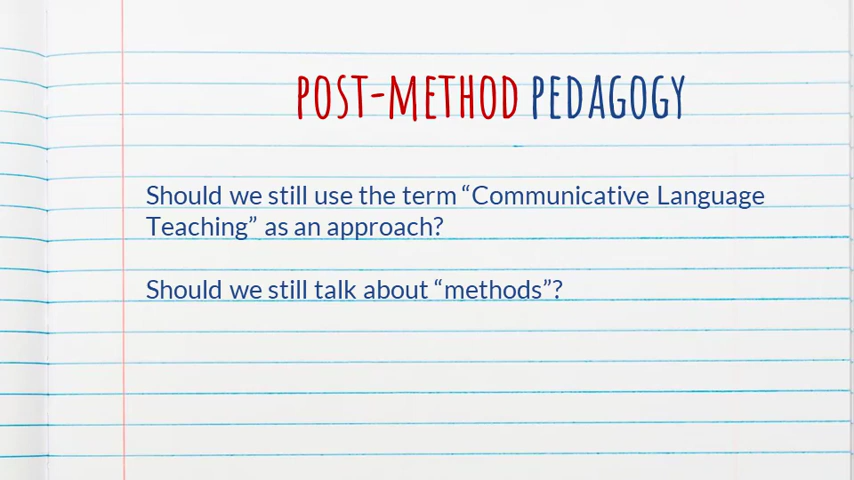 POST-METHOD PEDAGOGY
Should we still use the term “Communicative Language
Teaching” as an approach?
Should we still talk about “methods”?